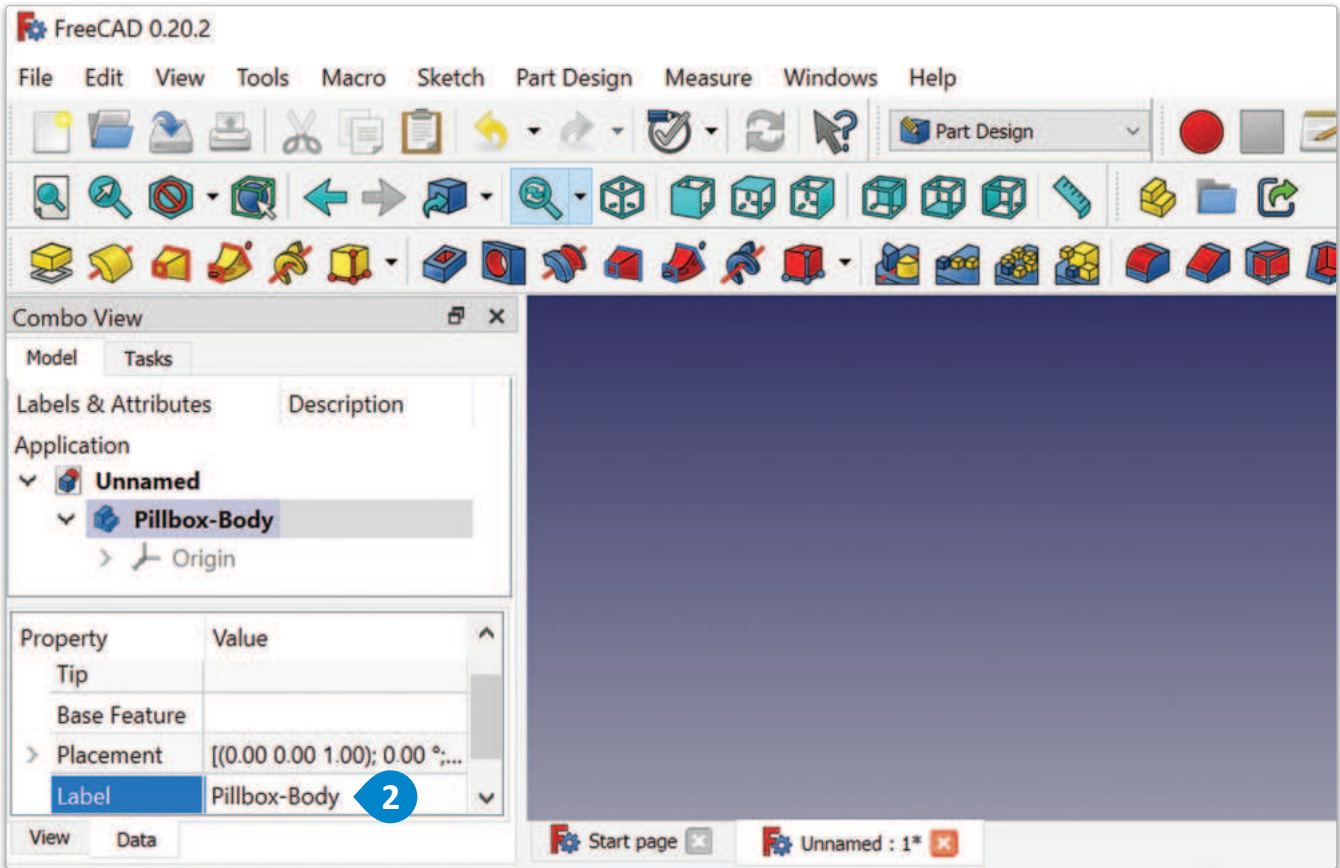 FreeCAD 0.20.2
File Edit View Tools Macro Sketch Part Design Measure Windows Help
Part Design
Combo View
Model Tasks
Labels & Attributes Description
Application
Unnamed
Pillbox-Body
Origin
Property Value
Tip
Base Feature
Placement [(0.00 0.00 1.00); 0.00 °;...
Label Pillbox-Body 2
View Data
Start page Unnamed : 1*